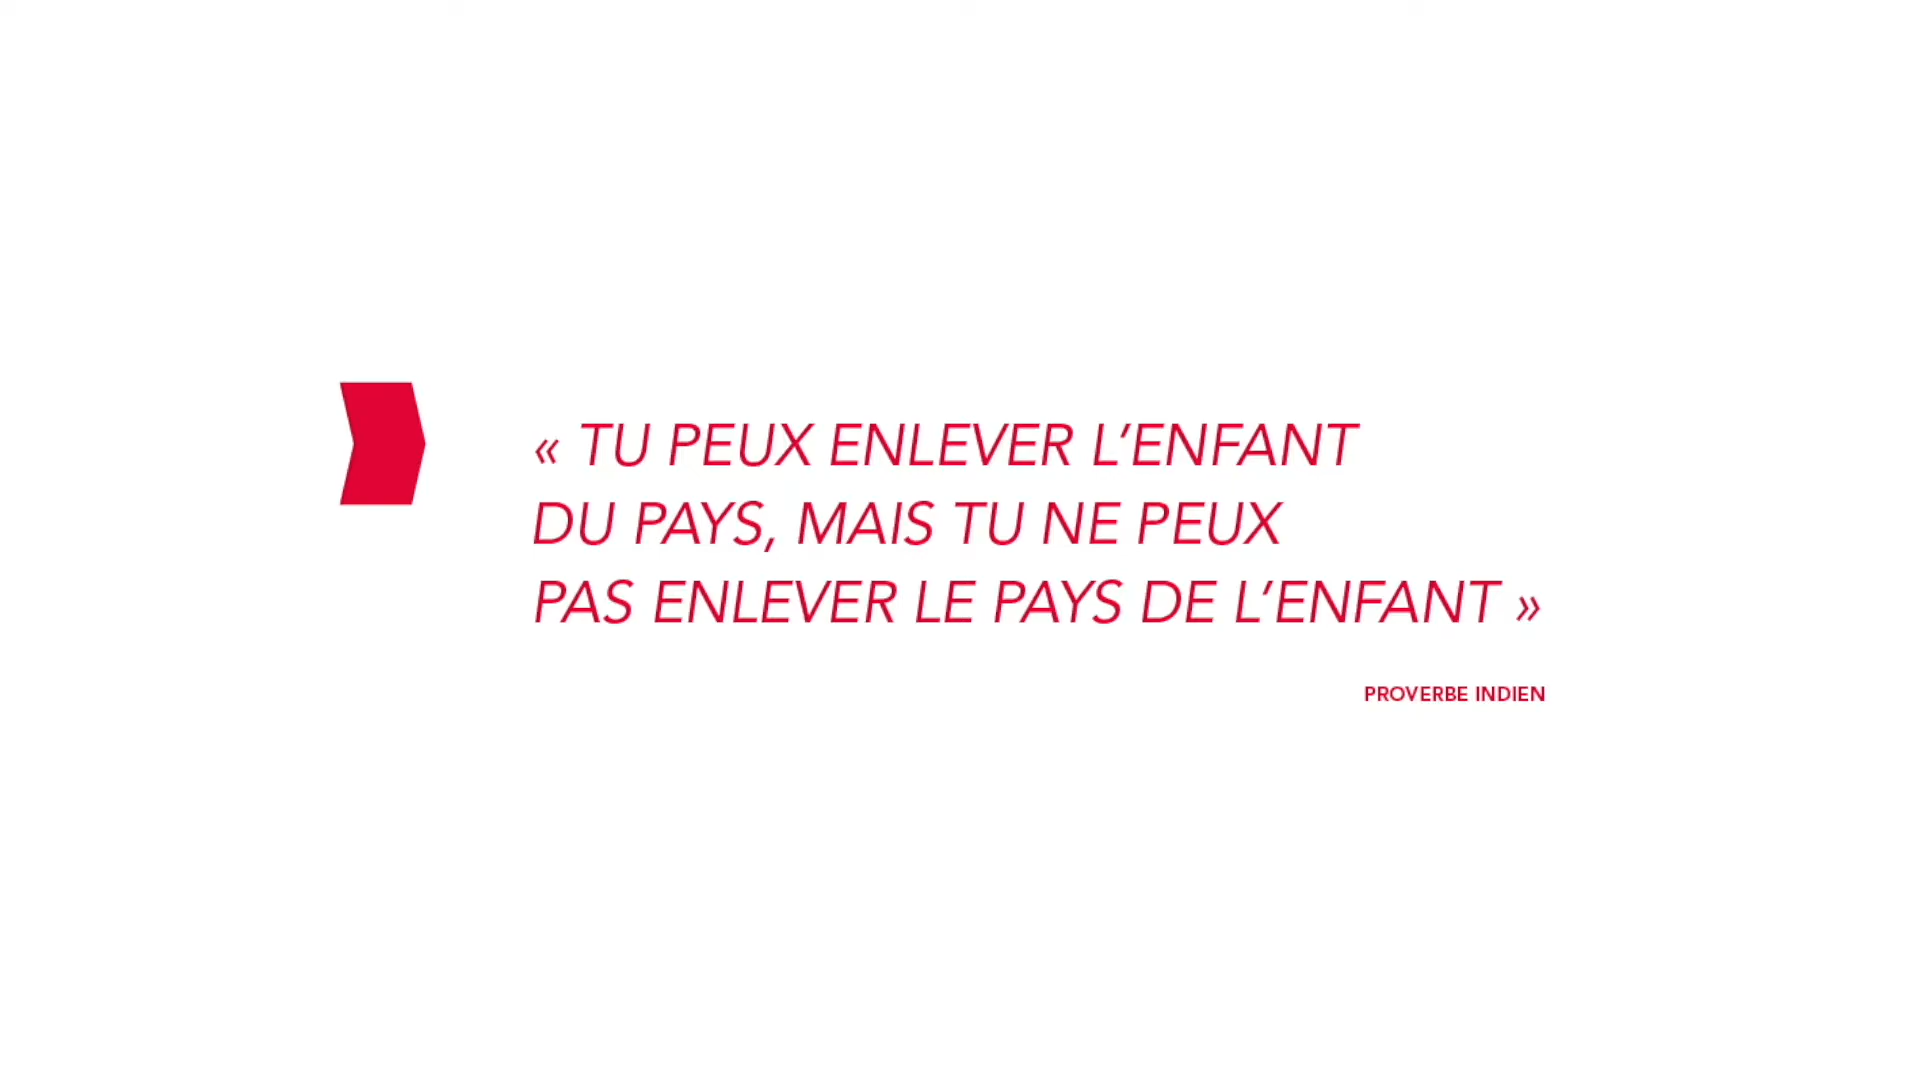 « TU PEUX ENLEVER L’ENFANT
DU PAYS, MAIS TU NE PEUX
PAS ENLEVER LE PAYS DE L’ENFANT »
PROVERBE INDIEN